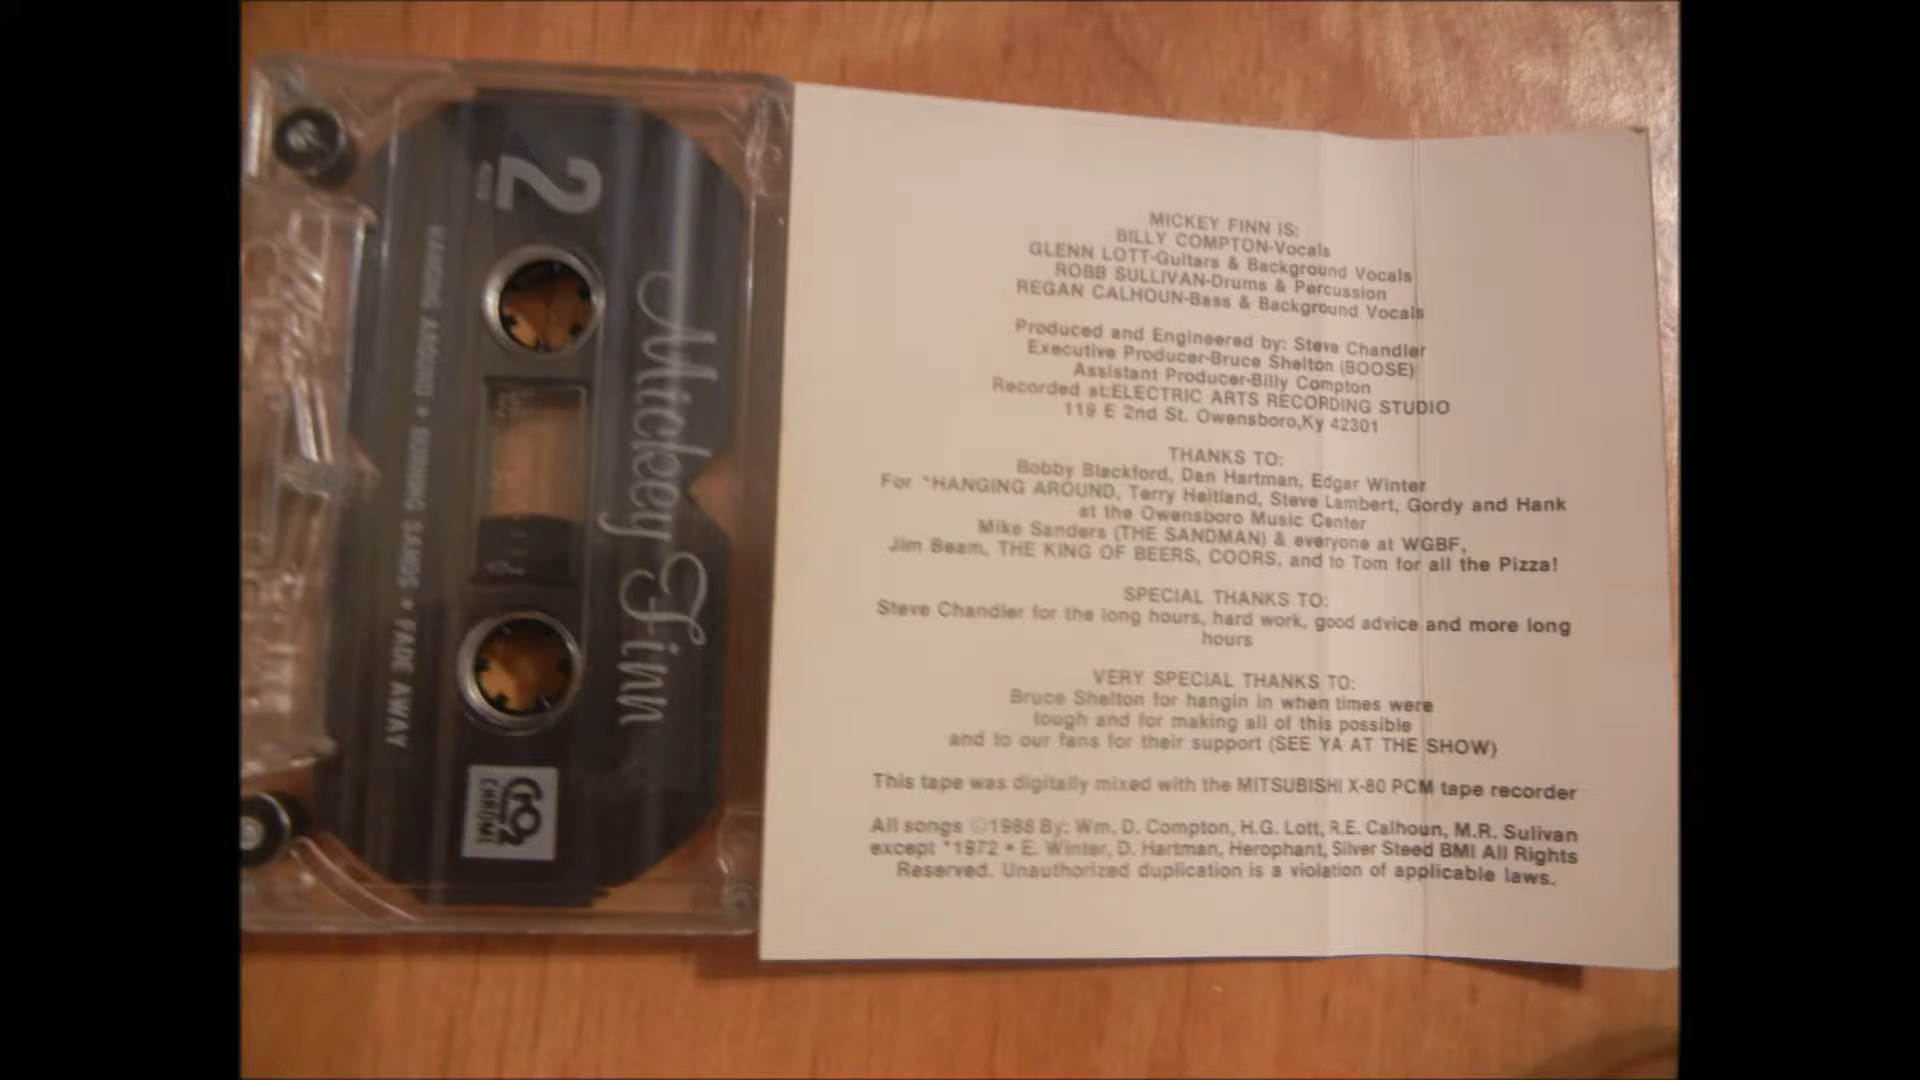 2
Mickey Finn
HANGING AROUND • RUNNING SANDS • FADE AWAY
CrO2
CHROME
MICKEY FINN IS:
BILLY COMPTON-Vocals
GLENN LOTT-Guitars & Background Vocals
ROBB SULLIVAN-Drums & Percussion
REGAN CALHOUN-Bass & Background Vocals
Produced and Engineered by: Steve Chandler
Executive Producer-Bruce Shelton (BOOSE)
Assistant Producer-Billy Compton
Recorded at:ELECTRIC ARTS RECORDING STUDIO
119 E 2nd St. Owensboro,Ky 42301
THANKS TO:
Bobby Blackford, Dan Hartman, Edgar Winter
For *HANGING AROUND, Terry Heitland, Steve Lambert, Gordy and Hank
at the Owensboro Music Center
Mike Sanders (THE SANDMAN) & everyone at WGBF,
Jim Beam, THE KING OF BEERS, COORS, and to Tom for all the Pizza!
SPECIAL THANKS TO:
Steve Chandler for the long hours, hard work, good advice and more long
hours
VERY SPECIAL THANKS TO:
Bruce Shelton for hangin in when times were
tough and for making all of this possible
and to our fans for their support (SEE YA AT THE SHOW)
This tape was digitally mixed with the MITSUBISHI X-80 PCM tape recorder
All songs ©1988 By: Wm. D. Compton, H.G. Lott, R.E. Calhoun, M.R. Sulivan
except *1972 • E. Winter, D. Hartman, Herophant, Silver Steed BMI All Rights
Reserved. Unauthorized duplication is a violation of applicable laws.